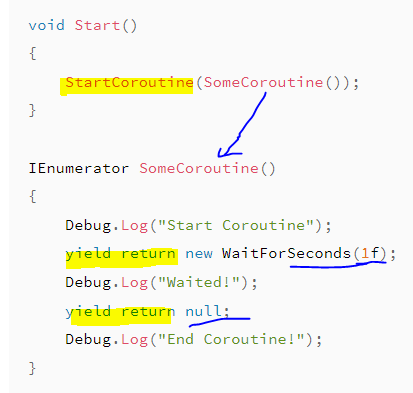 void Start()
{
StartCoroutine(SomeCoroutine());
}
IEnumerator SomeCoroutine()
{
Debug.Log("Start Coroutine");
yield return new WaitForSeconds(1f);
Debug.Log("Waited!");
yield return null;
Debug.Log("End Coroutine!");
}